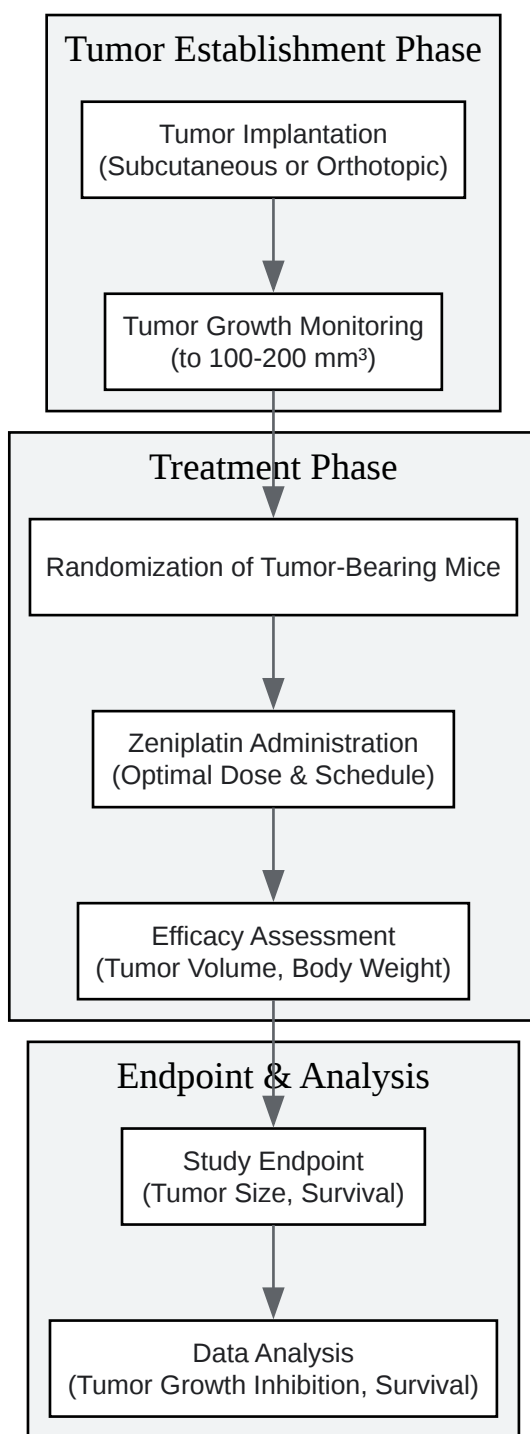 Tumor Establishment Phase
Tumor Implantation
(Subcutaneous or Orthotopic)
Tumor Growth Monitoring
(to 100-200 mm³)
Treatment Phase
Randomization of Tumor-Bearing Mice
Zeniplatin Administration
(Optimal Dose & Schedule)
Efficacy Assessment
(Tumor Volume, Body Weight)
Endpoint & Analysis
Study Endpoint
(Tumor Size, Survival)
Data Analysis
(Tumor Growth Inhibition, Survival)